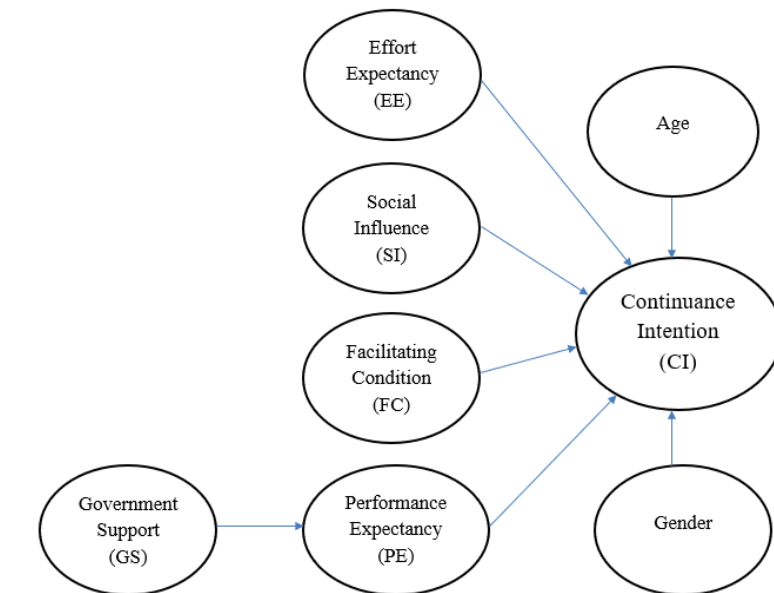 Effort
Expectancy
(EE)
Age
Social
Influence
(SI)
Continuance
Intention
(CI)
Facilitating
Condition
(FC)
Government
Support
(GS)
Performance
Expectancy
(PE)
Gender